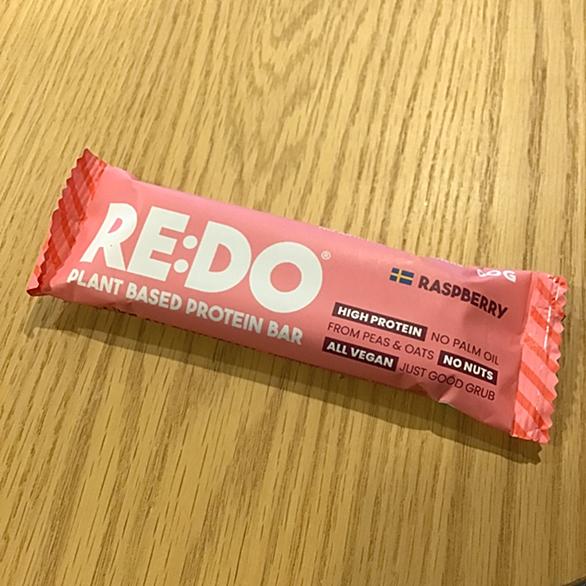 RE:DO®
PLANT BASED PROTEIN BAR
RASPBERRY
HIGH PROTEIN NO PALM OIL
FROM PEAS & OATS NO NUTS
ALL VEGAN JUST GOOD GRUB